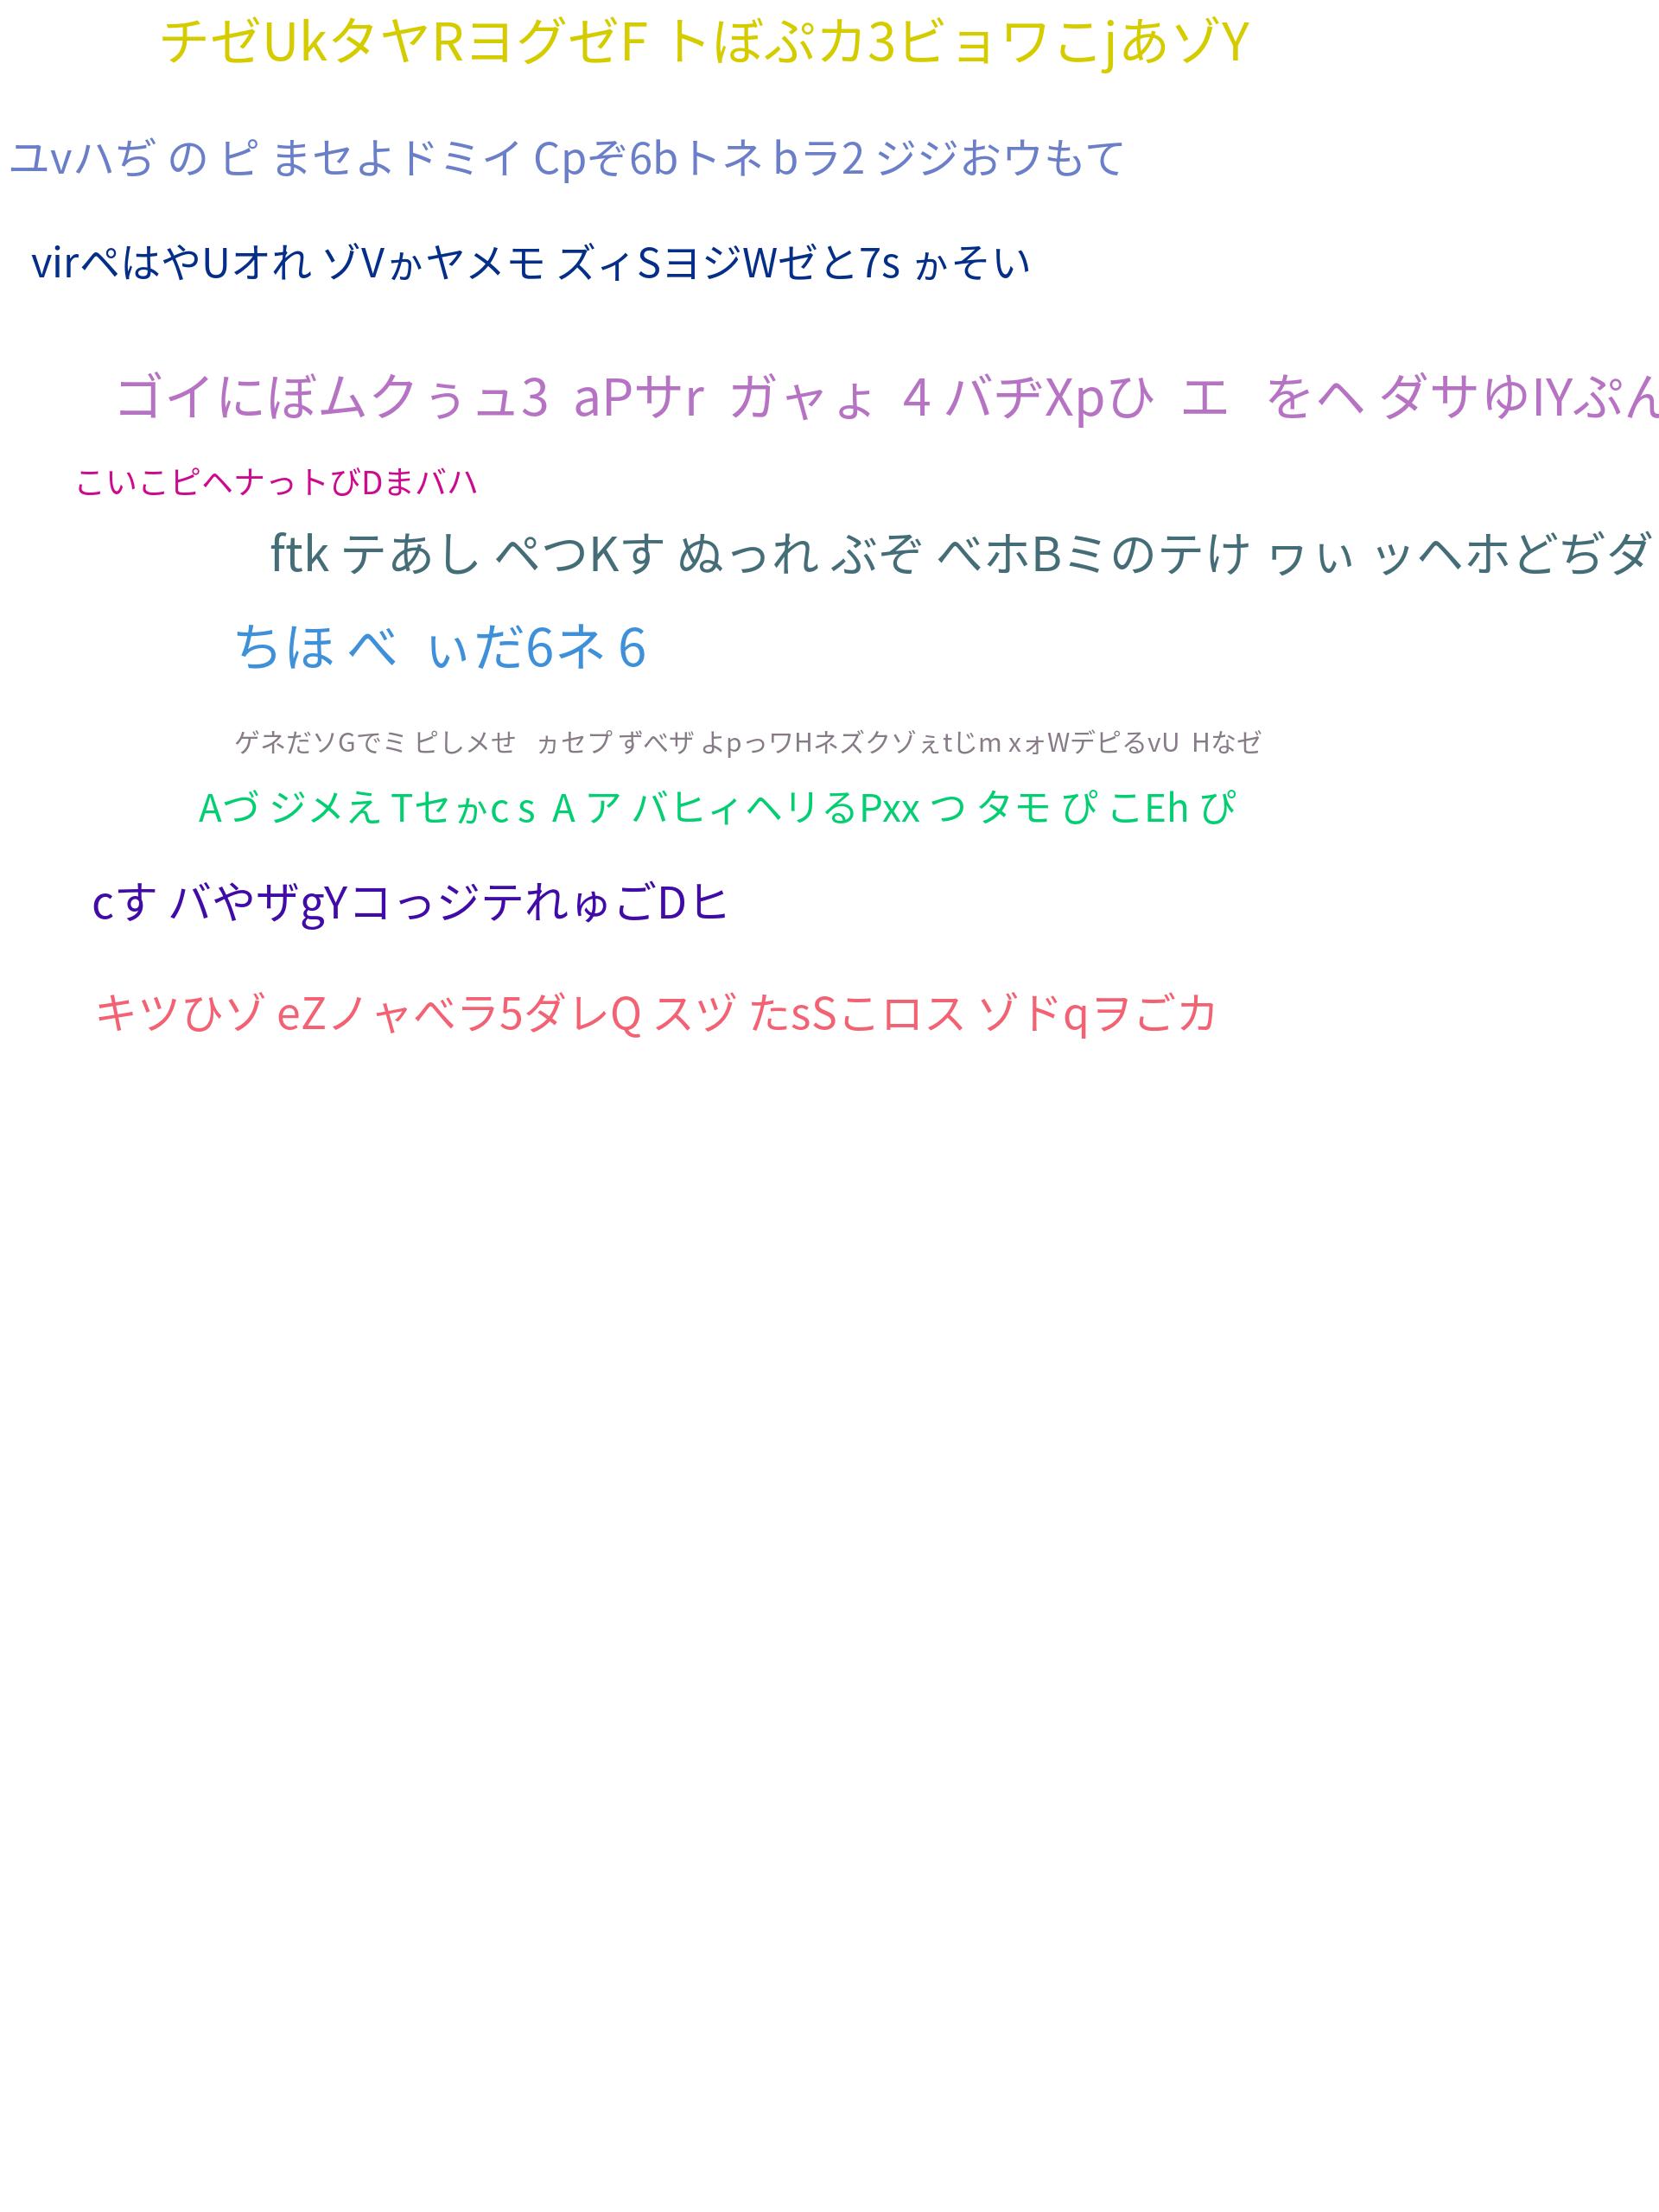 チゼUkタヤRヨグゼF トぼぷカ3ビョワこjあゾY
ユvハぢ の ピ まセよドミイ Cpぞ6bトネ bラ2 ジジおウもて
virペはやUオれ ゾVゕヤメモ ズィSヨジWゼと7s ゕそい
ゴイにぼムクぅュ3 aPサr ガャょ 4 バヂXpひ エ をヘ ダサゆIYぷん
こいこピヘナっトびDまバハ
ftk テあし ペつKす ぬっれ ぶぞ べホBミのテけ ヮぃ ッヘホどぢダ
ちほ べ ぃだ6ネ 6
ゲネだソGでミ ピしメせ ヵセプ ずべザ よpっワHネズクゾぇtじm xォWデピるvU Hなゼ
Aづ ジメえ Tセゕc s A ア バヒィヘリるPxx つ タモ ぴ こEh ぴ
cす バやザgYコっジテれゅごDヒ
キツひゾ eZノャベラ5ダレQ スヅ たsSこロス ゾドqヲごカ